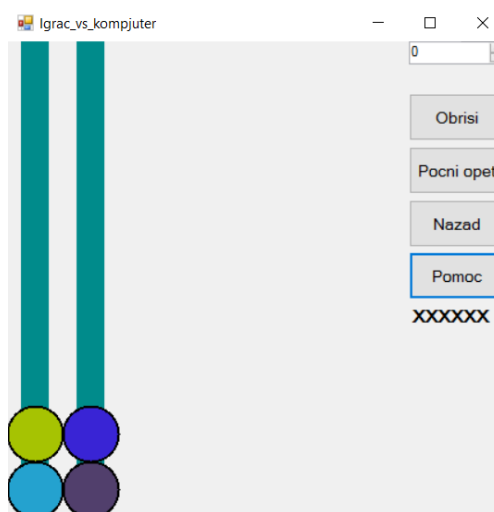 Igrac_vs_kompjuter
0
Obrisi
Pocni opet
Nazad
Pomoc
XXXXXX